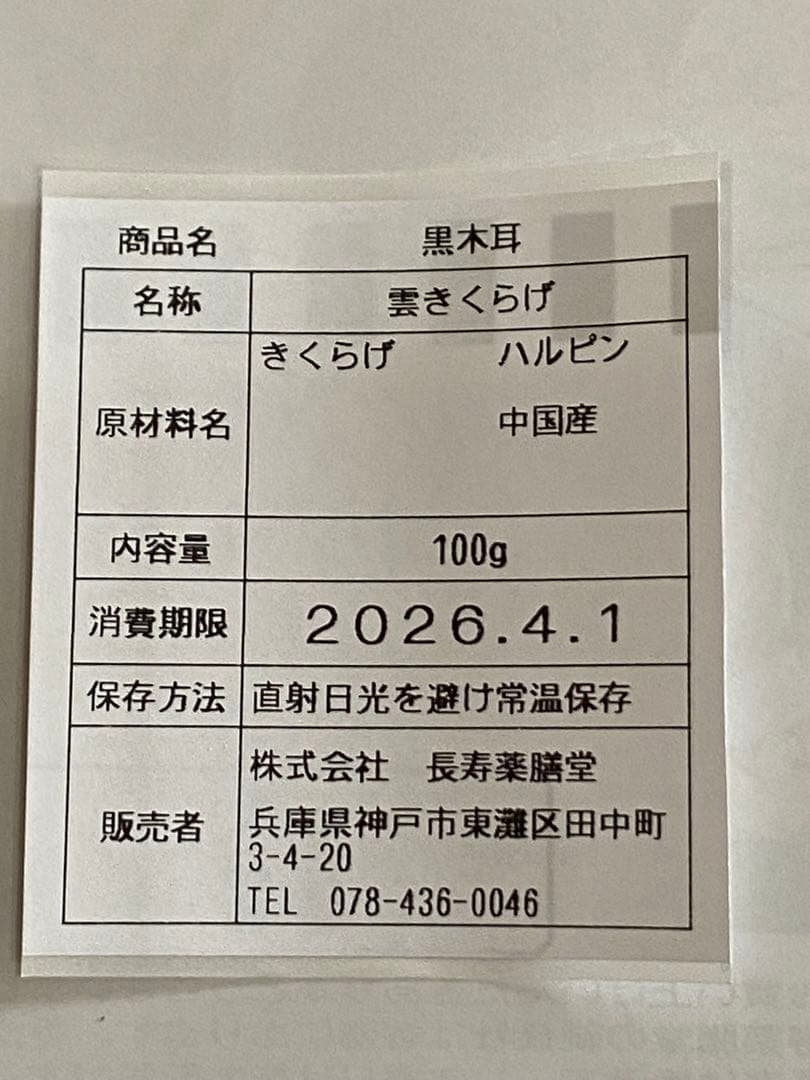 商品名 黒木耳
名称 雲きくらげ
原材料名 きくらげ ハルピン
中国産
内容量 100g
消費期限 2026.4.1
保存方法 直射日光を避け常温保存
販売者 株式会社 長寿薬膳堂
兵庫県神戸市東灘区田中町
3-4-20
TEL 078-436-0046